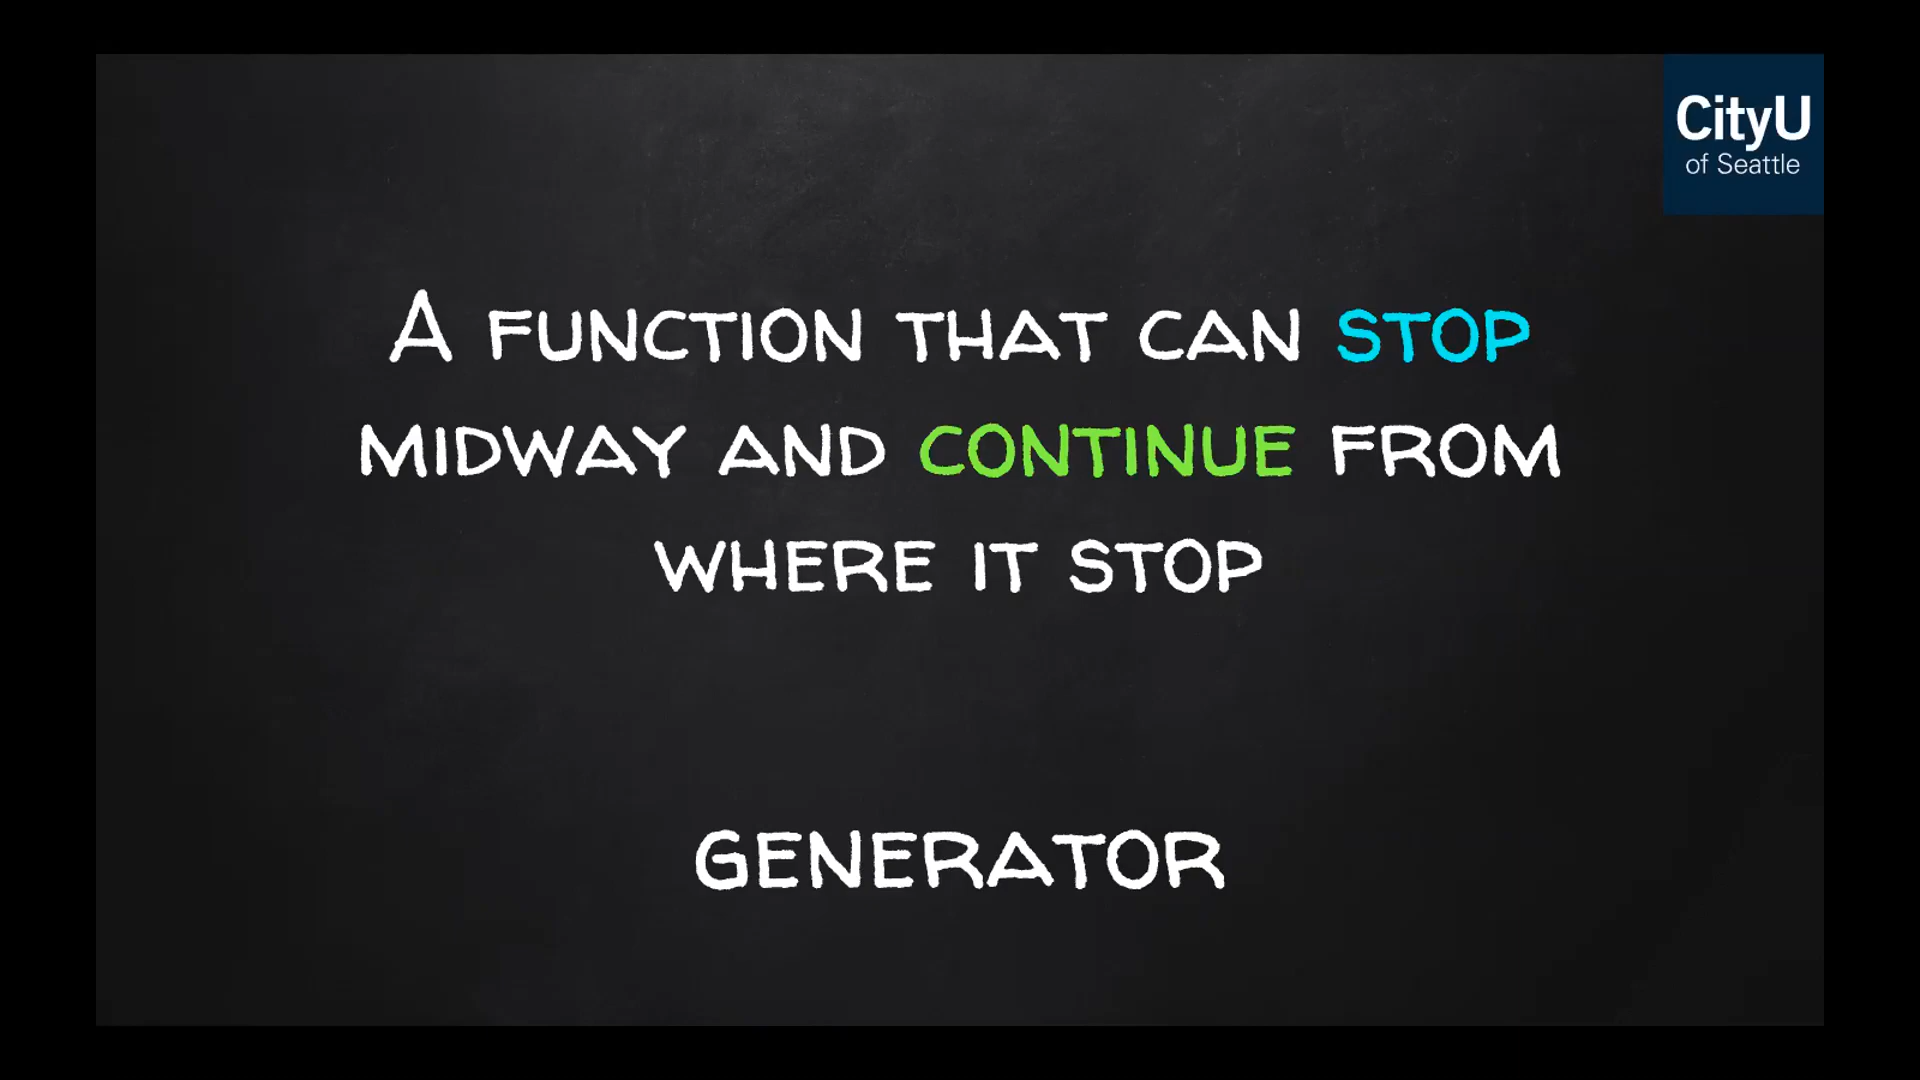 CityU
of Seattle
A FUNCTION THAT CAN STOP
MIDWAY AND CONTINUE FROM
WHERE IT STOP
GENERATOR